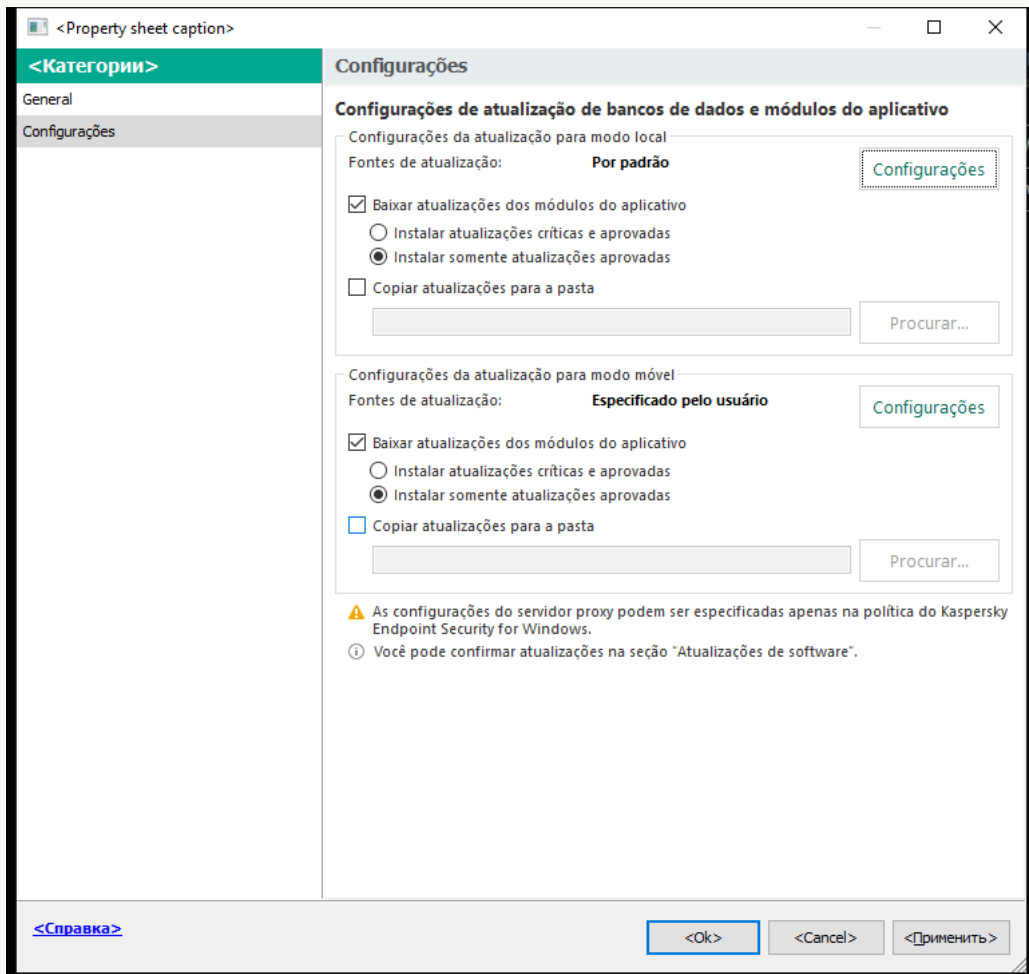 <Property sheet caption>
<Категории>
General
Configurações
Configurações
Configurações de atualização de bancos de dados e módulos do aplicativo
Configurações da atualização para modo local
Fontes de atualização: Por padrão Configurações
Baixar atualizações dos módulos do aplicativo
Instalar atualizações críticas e aprovadas
Instalar somente atualizações aprovadas
Copiar atualizações para a pasta
Procurar...
Configurações da atualização para modo móvel
Fontes de atualização: Especificado pelo usuário Configurações
Baixar atualizações dos módulos do aplicativo
Instalar atualizações críticas e aprovadas
Instalar somente atualizações aprovadas
Copiar atualizações para a pasta
Procurar...
As configurações do servidor proxy podem ser especificadas apenas na política do Kaspersky
Endpoint Security for Windows.
Você pode confirmar atualizações na seção "Atualizações de software".
<Справка>
<Ok> <Cancel> <Применить>